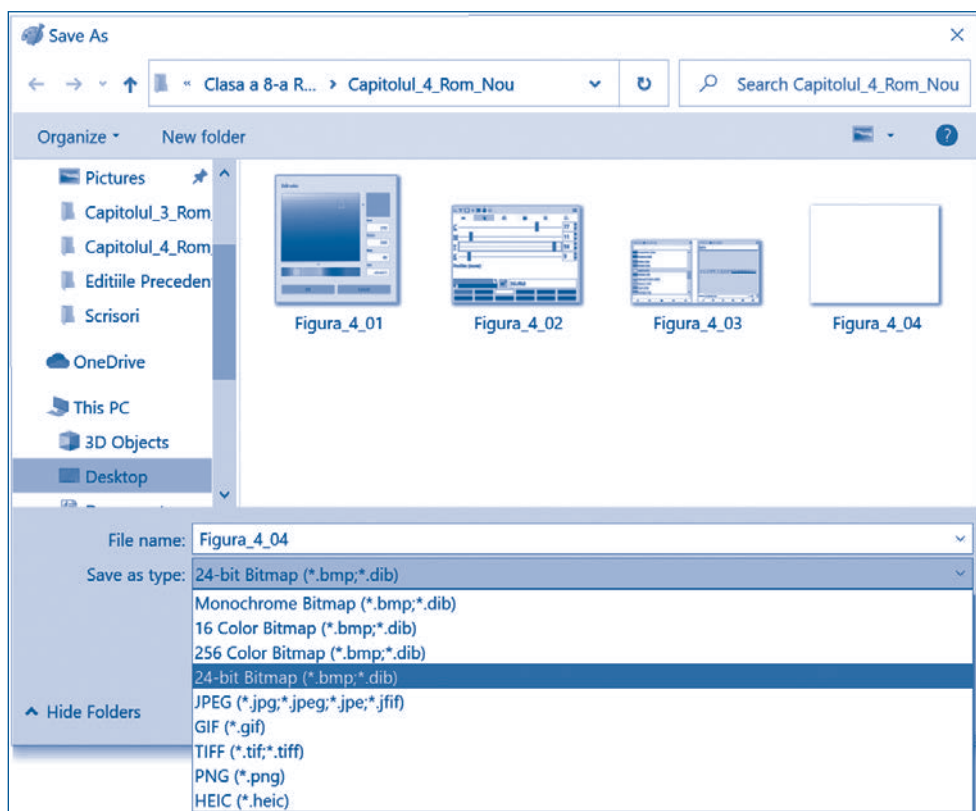 Save As
« Clasa a 8-a R... › Capitolul_4_Rom_Nou
Search Capitolul_4_Rom_Nou
Organize
New folder
Pictures
Capitolul_3_Rom
Capitolul_4_Rom
Editiile Preceden
Scrisori
OneDrive
This PC
3D Objects
Desktop
Figura_4_01
Figura_4_02
Figura_4_03
Figura_4_04
File name: Figura_4_04
Save as type: 24-bit Bitmap (*.bmp;*.dib)
Monochrome Bitmap (*.bmp;*.dib)
16 Color Bitmap (*.bmp;*.dib)
256 Color Bitmap (*.bmp;*.dib)
24-bit Bitmap (*.bmp;*.dib)
JPEG (*.jpg;*.jpeg;*.jpe;*.jfif)
GIF (*.gif)
TIFF (*.tif;*.tiff)
PNG (*.png)
HEIC (*.heic)
Hide Folders